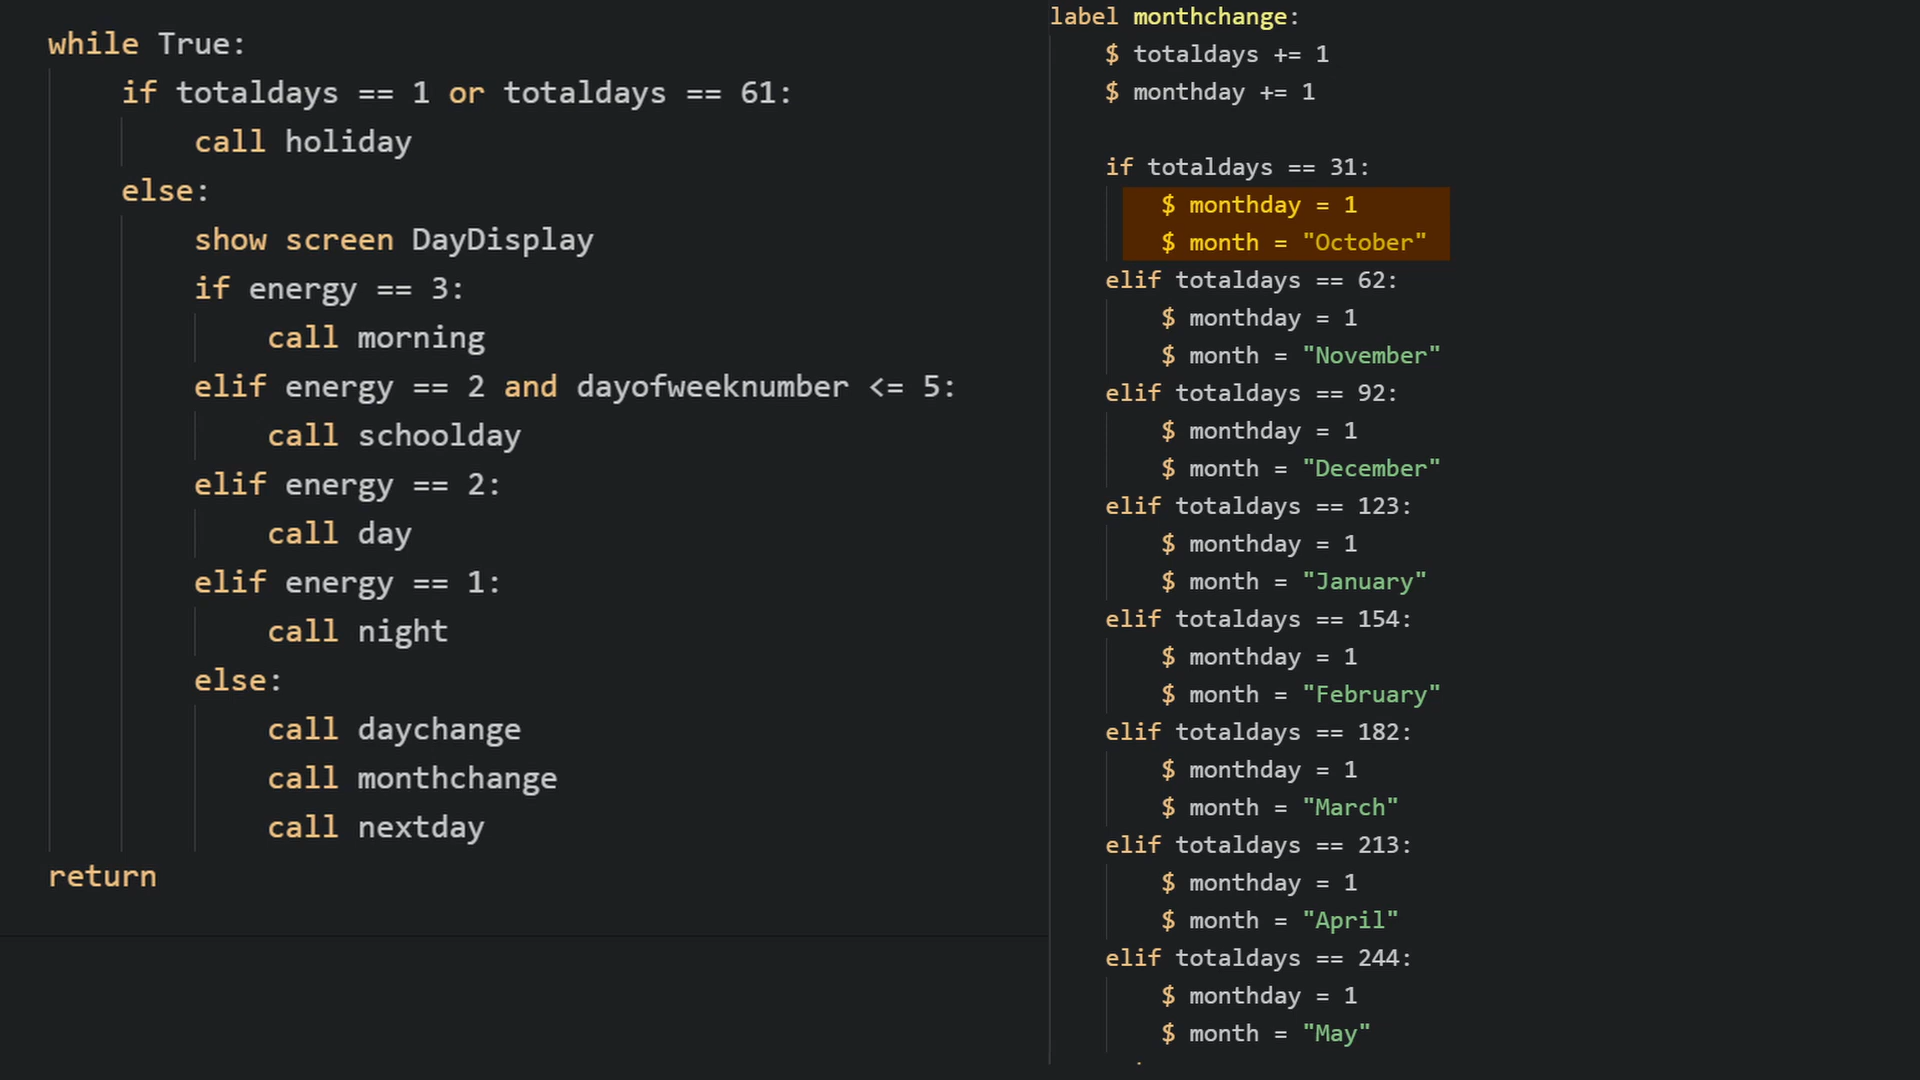 while True:
    if totaldays == 1 or totaldays == 61:
        call holiday
    else:
        show screen DayDisplay
        if energy == 3:
            call morning
        elif energy == 2 and dayofweeknumber <= 5:
            call schoolday
        elif energy == 2:
            call day
        elif energy == 1:
            call night
        else:
            call daychange
            call monthchange
            call nextday
return
label monthchange:
    $ totaldays += 1
    $ monthday += 1
    if totaldays == 31:
        $ monthday = 1
        $ month = "October"
    elif totaldays == 62:
        $ monthday = 1
        $ month = "November"
    elif totaldays == 92:
        $ monthday = 1
        $ month = "December"
    elif totaldays == 123:
        $ monthday = 1
        $ month = "January"
    elif totaldays == 154:
        $ monthday = 1
        $ month = "February"
    elif totaldays == 182:
        $ monthday = 1
        $ month = "March"
    elif totaldays == 213:
        $ monthday = 1
        $ month = "April"
    elif totaldays == 244:
        $ monthday = 1
        $ month = "May"